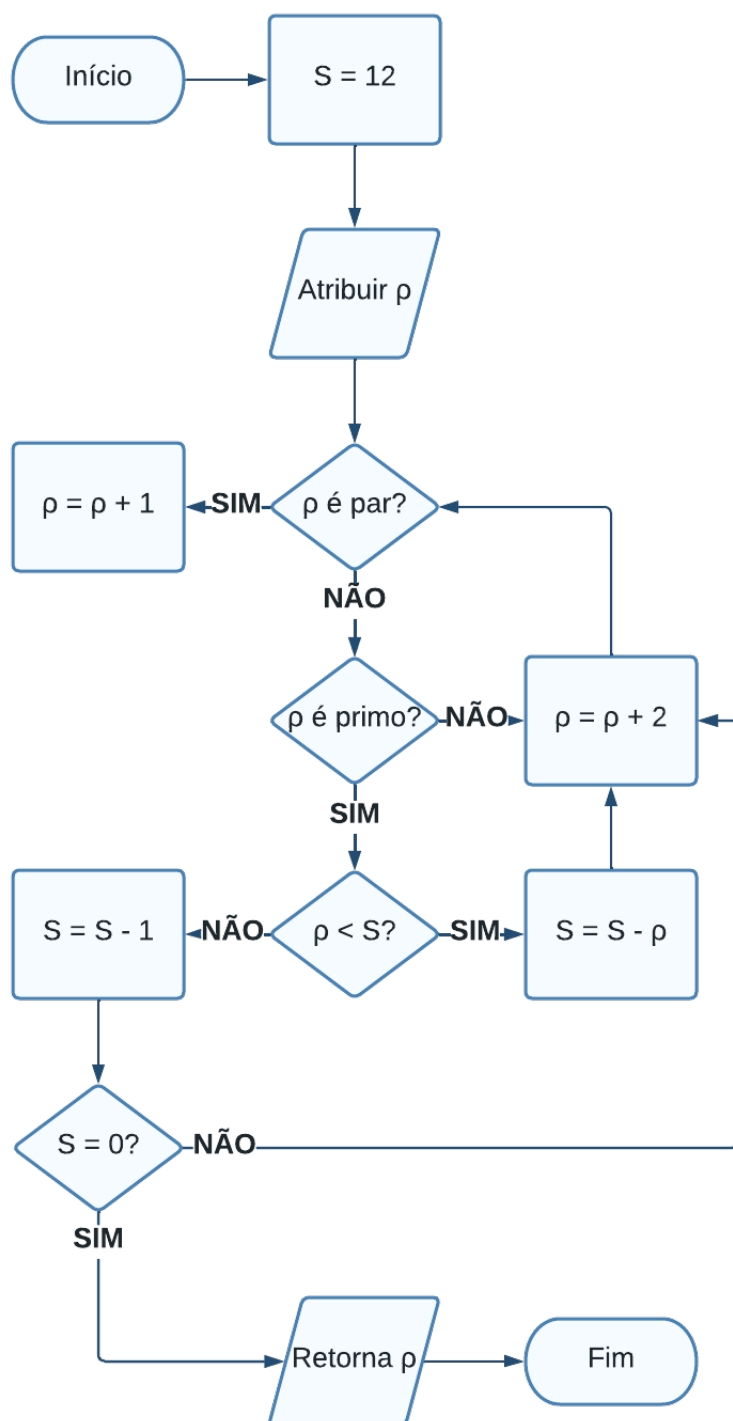 Início
S = 12
Atribuir ρ
ρ = ρ + 1
SIM
ρ é par?
NÃO
ρ é primo?
NÃO
ρ = ρ + 2
SIM
S = S - 1
NÃO
ρ < S?
SIM
S = S - ρ
S = 0?
NÃO
SIM
Retorna ρ
Fim